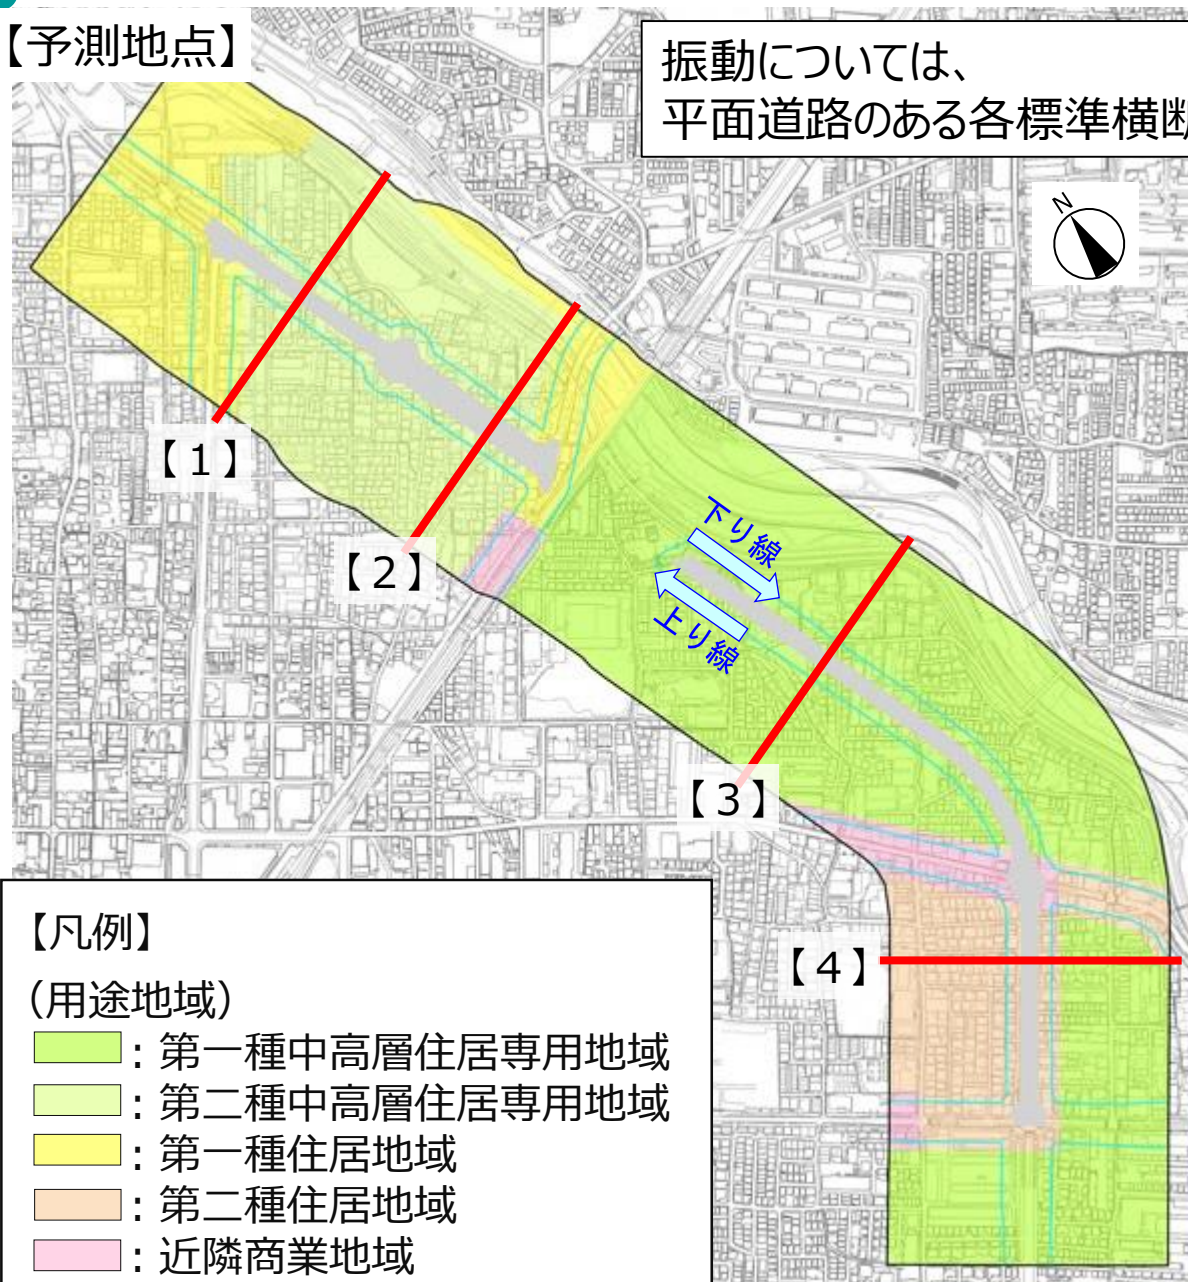 【予測地点】
振動については、
平面道路のある各標準横断
N
【１】
【２】
下り線
上り線
【３】
【４】
【凡例】
（用途地域）
：第一種中高層住居専用地域
：第二種中高層住居専用地域
：第一種住居地域
：第二種住居地域
：近隣商業地域